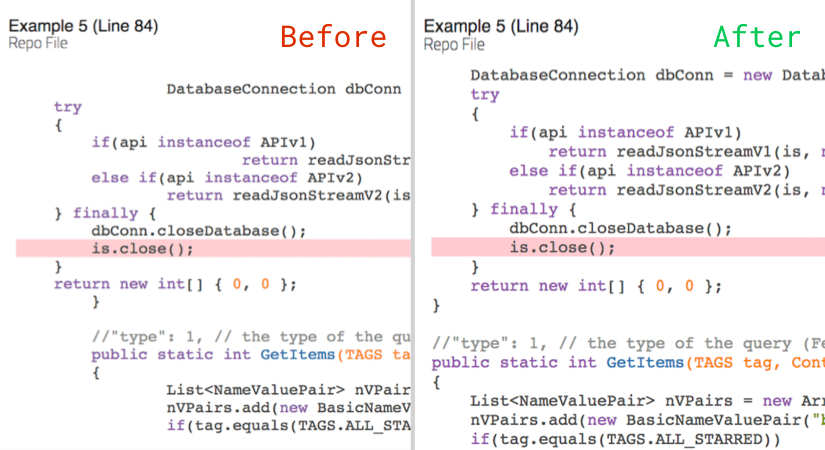 Example 5 (Line 84)
Repo File
Before
DatabaseConnection dbConn
try
{
if(api instanceof APIv1)
return readJsonStr
else if(api instanceof APIv2)
return readJsonStreamV2(is
} finally {
dbConn.closeDatabase();
is.close();
}
return new int[] { 0, 0 };
}
//"type": 1, // the type of the qu
public static int GetItems(TAGS ta
{
List<NameValuePair> nVPair
nVPairs.add(new BasicNameV
if(tag.equals(TAGS.ALL_STA
Example 5 (Line 84)
Repo File
After
DatabaseConnection dbConn = new Datab
try
{
if(api instanceof APIv1)
return readJsonStreamV1(is,
else if(api instanceof APIv2)
return readJsonStreamV2(is,
} finally {
dbConn.closeDatabase();
is.close();
}
return new int[] { 0, 0 };
}
//"type": 1, // the type of the query (Fe
public static int GetItems(TAGS tag, Cont
{
List<NameValuePair> nVPairs = new Arr
nVPairs.add(new BasicNameValuePair("b
if(tag.equals(TAGS.ALL_STARRED))